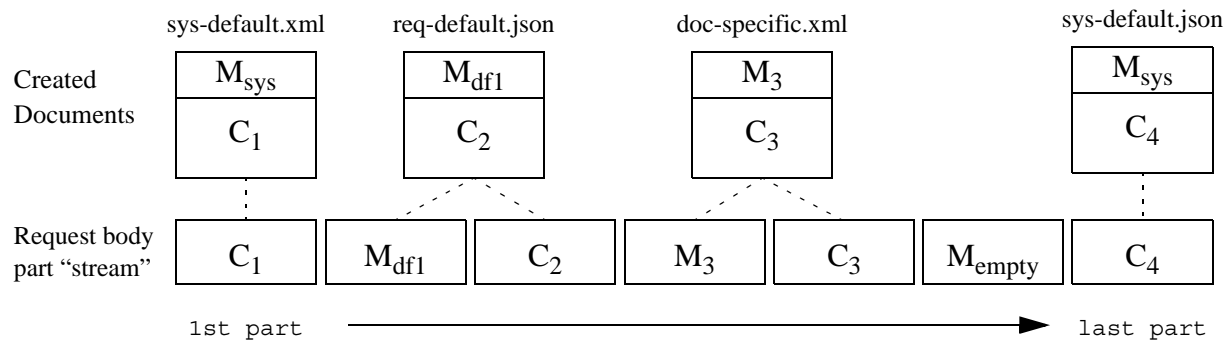 sys-default.xml req-default.json doc-specific.xml sys-default.json
Created Documents
Msys Mdf1 M3 Msys
C1 C2 C3 C4
Request body part “stream”
C1 Mdf1 C2 M3 C3 Mempty C4
1st part last part